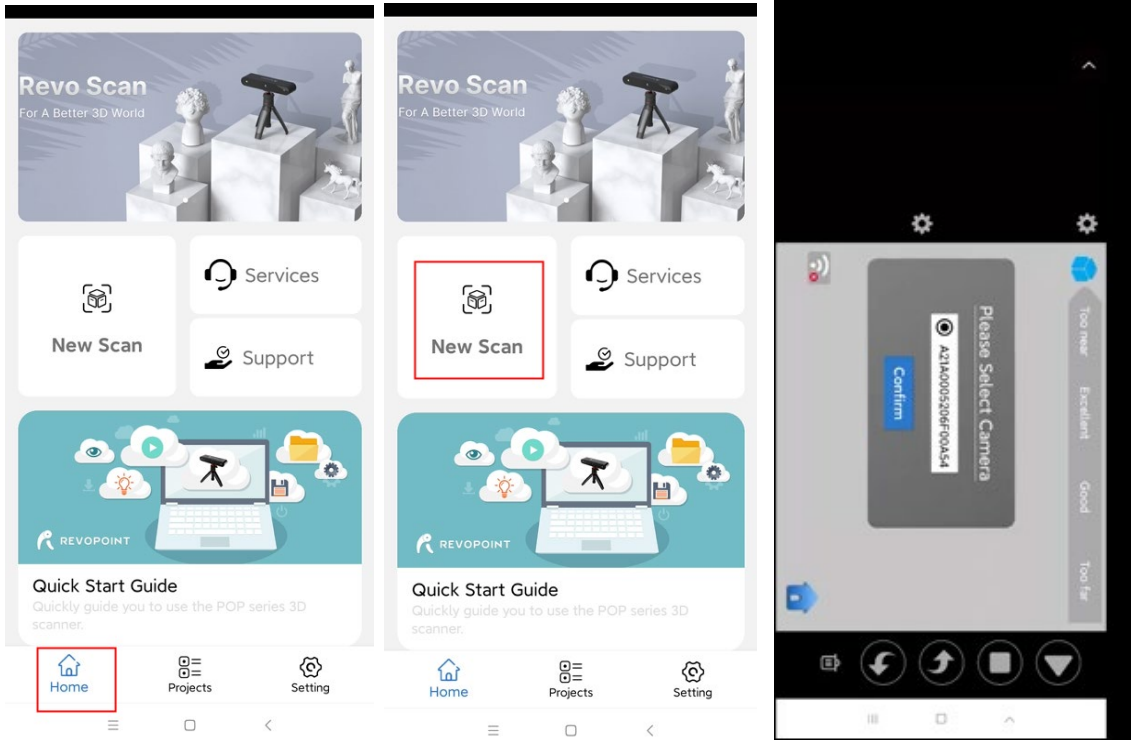 Revo Scan
For A Better 3D World
New Scan
Services
Support
REVOPOINT
Quick Start Guide
Quickly guide you to use the POP series 3D
scanner.
Home
Projects
Setting
Revo Scan
For A Better 3D World
New Scan
Services
Support
REVOPOINT
Quick Start Guide
Quickly guide you to use the POP series 3D
scanner.
Home
Projects
Setting
Too near
Excellent
Good
Too far
Please Select Camera
A21A0005206F00A54
Confirm